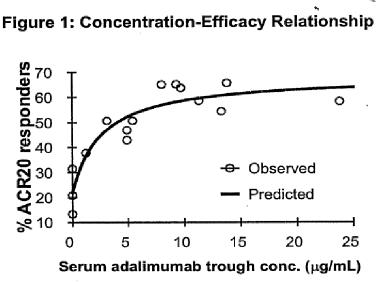 Figure 1: Concentration-Efficacy Relationship
% ACR20 responders
70
60
50
40
30
20
10
Observed
Predicted
0
5
10
15
20
25
Serum adalimumab trough conc. (μg/mL)